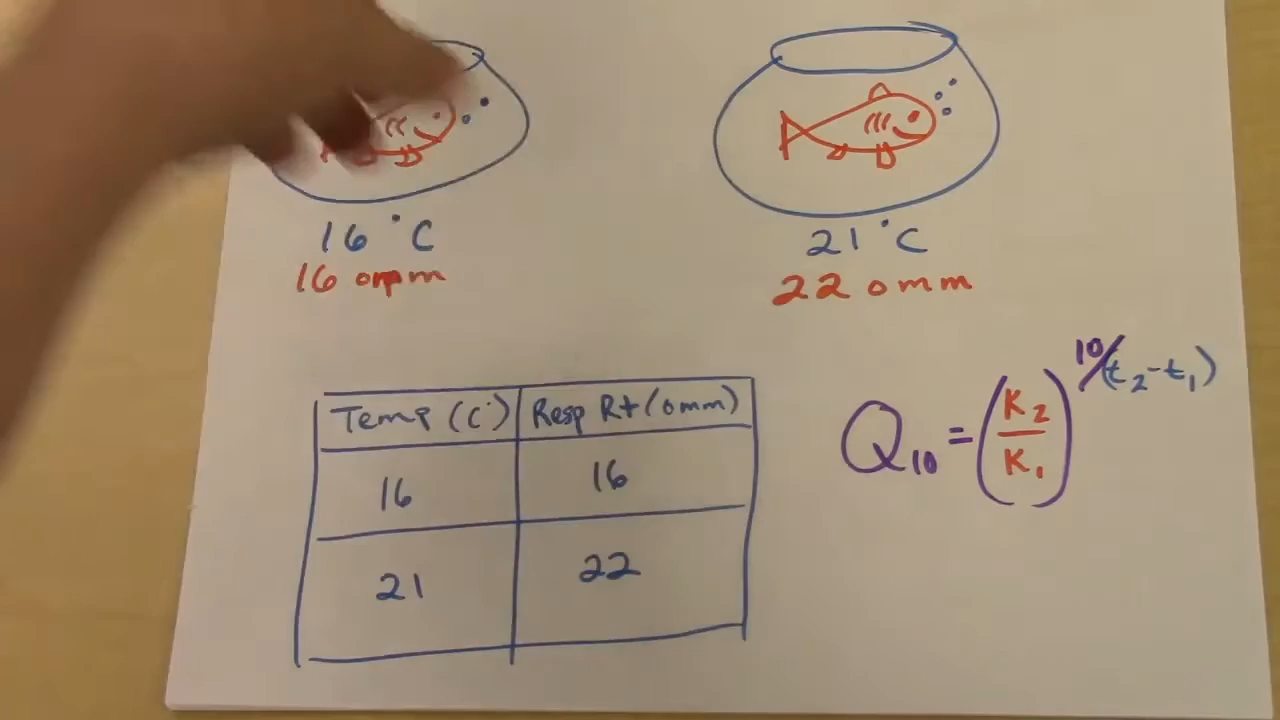 16 °C
16 omm
21 °C
22 omm
Temp (C°) Resp Rt (omm)
16 16
21 22
Q10 = (K2/K1)^10/(t2-t1)